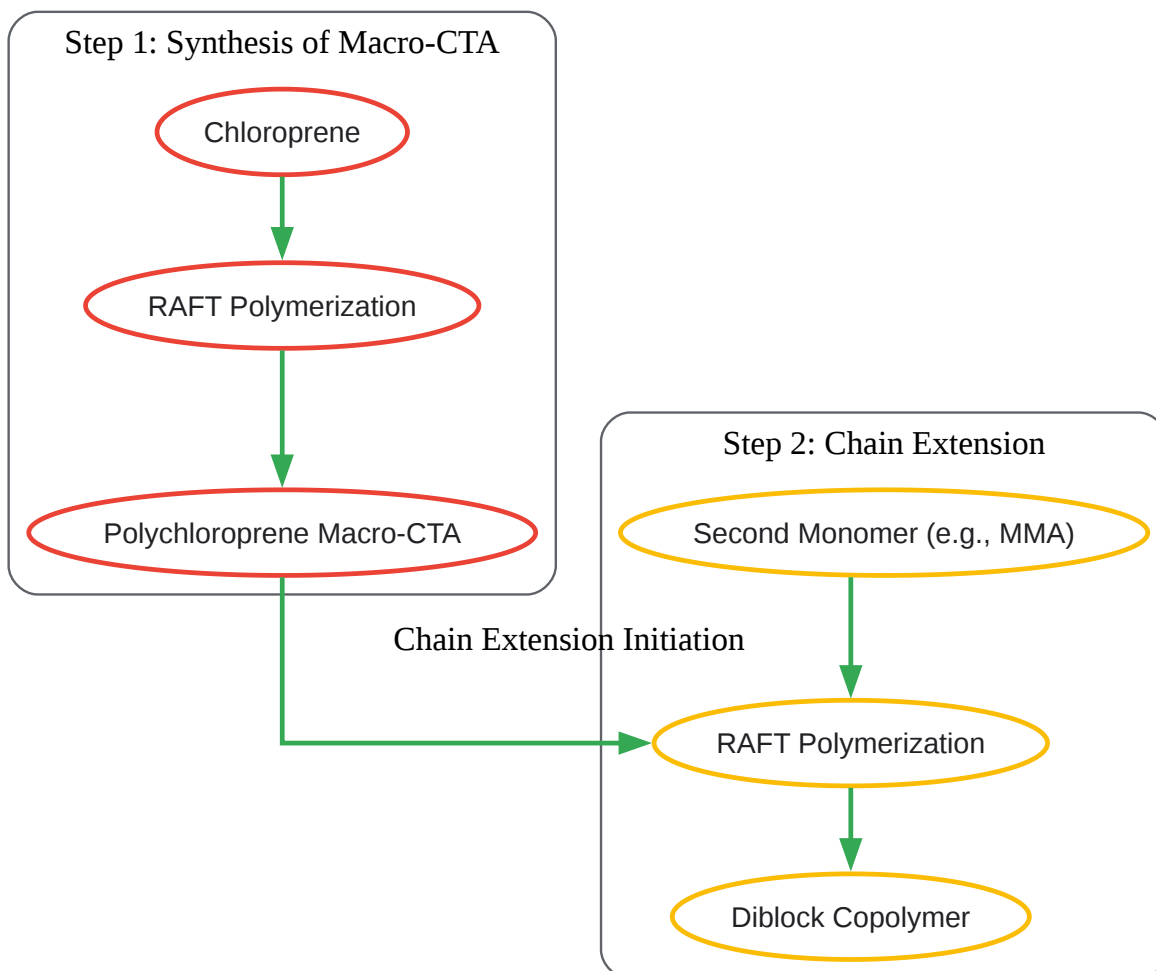 Step 1: Synthesis of Macro-CTA
Chloroprene
RAFT Polymerization
Polychloroprene Macro-CTA
Chain Extension Initiation
Step 2: Chain Extension
Second Monomer (e.g., MMA)
RAFT Polymerization
Diblock Copolymer